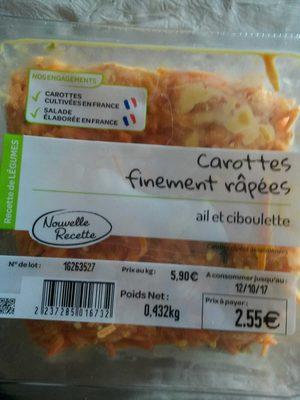 NOS ENGAGEMENTS
CAROTTES
CULTIVÉES EN FRANCE
SALADE
ÉLABORÉE EN FRANCE
Recette de LÉGUMES
Carottes
finement râpées
ail et ciboulette
Nouvelle
Recette
N° de lot: 16263527
Prix au kg: 5,90€
A consommer jusqu'au:
12/10/17
Poids Net:
0,432kg
Prix à payer:
2.55€
2 237285 016732